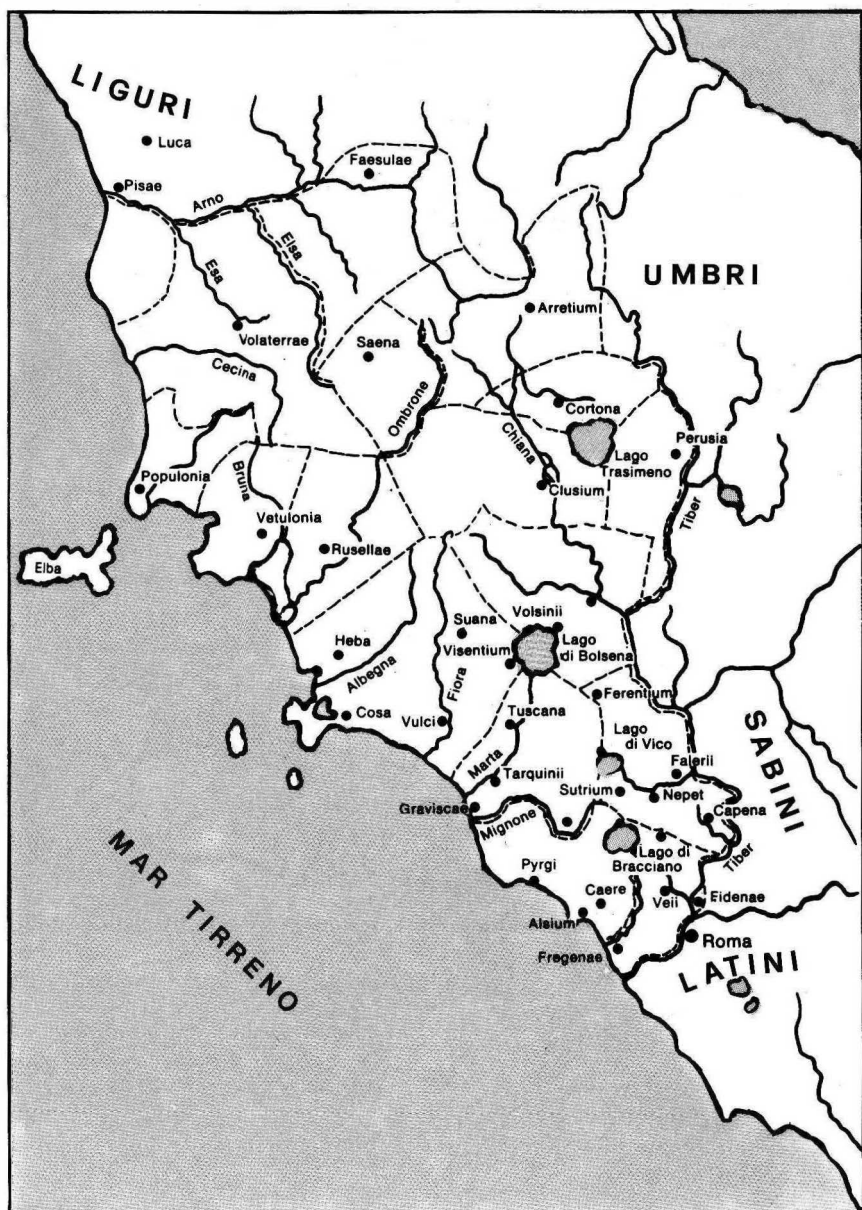 LIGURI
Luca
Faesulae
Pisae
Arno
Elsa
Esa
UMBRI
Arretium
Volaterrae
Saena
Cecina
Ombrone
Cortona
Chiana
Perusia
Lago
Trasimeno
Populonia
Bruna
Clusium
Tiber
Vetulonia
Rusellae
Elba
Volsinii
Suana
Lago
di Bolsena
Heba
Visentium
Albegna
Fiora
Ferentium
Cosa
Vulci
Tuscana
Lago
di Vico
SABINI
Marta
Falerii
Tarquinii
Sutrium
Nepet
Graviscae
Capena
Mignone
Lago di
Bracciano
Tiber
MAR TIRRENO
Pyrgi
Caere
Veii
Eidenae
Alsium
Roma
Fregenae
LATINI